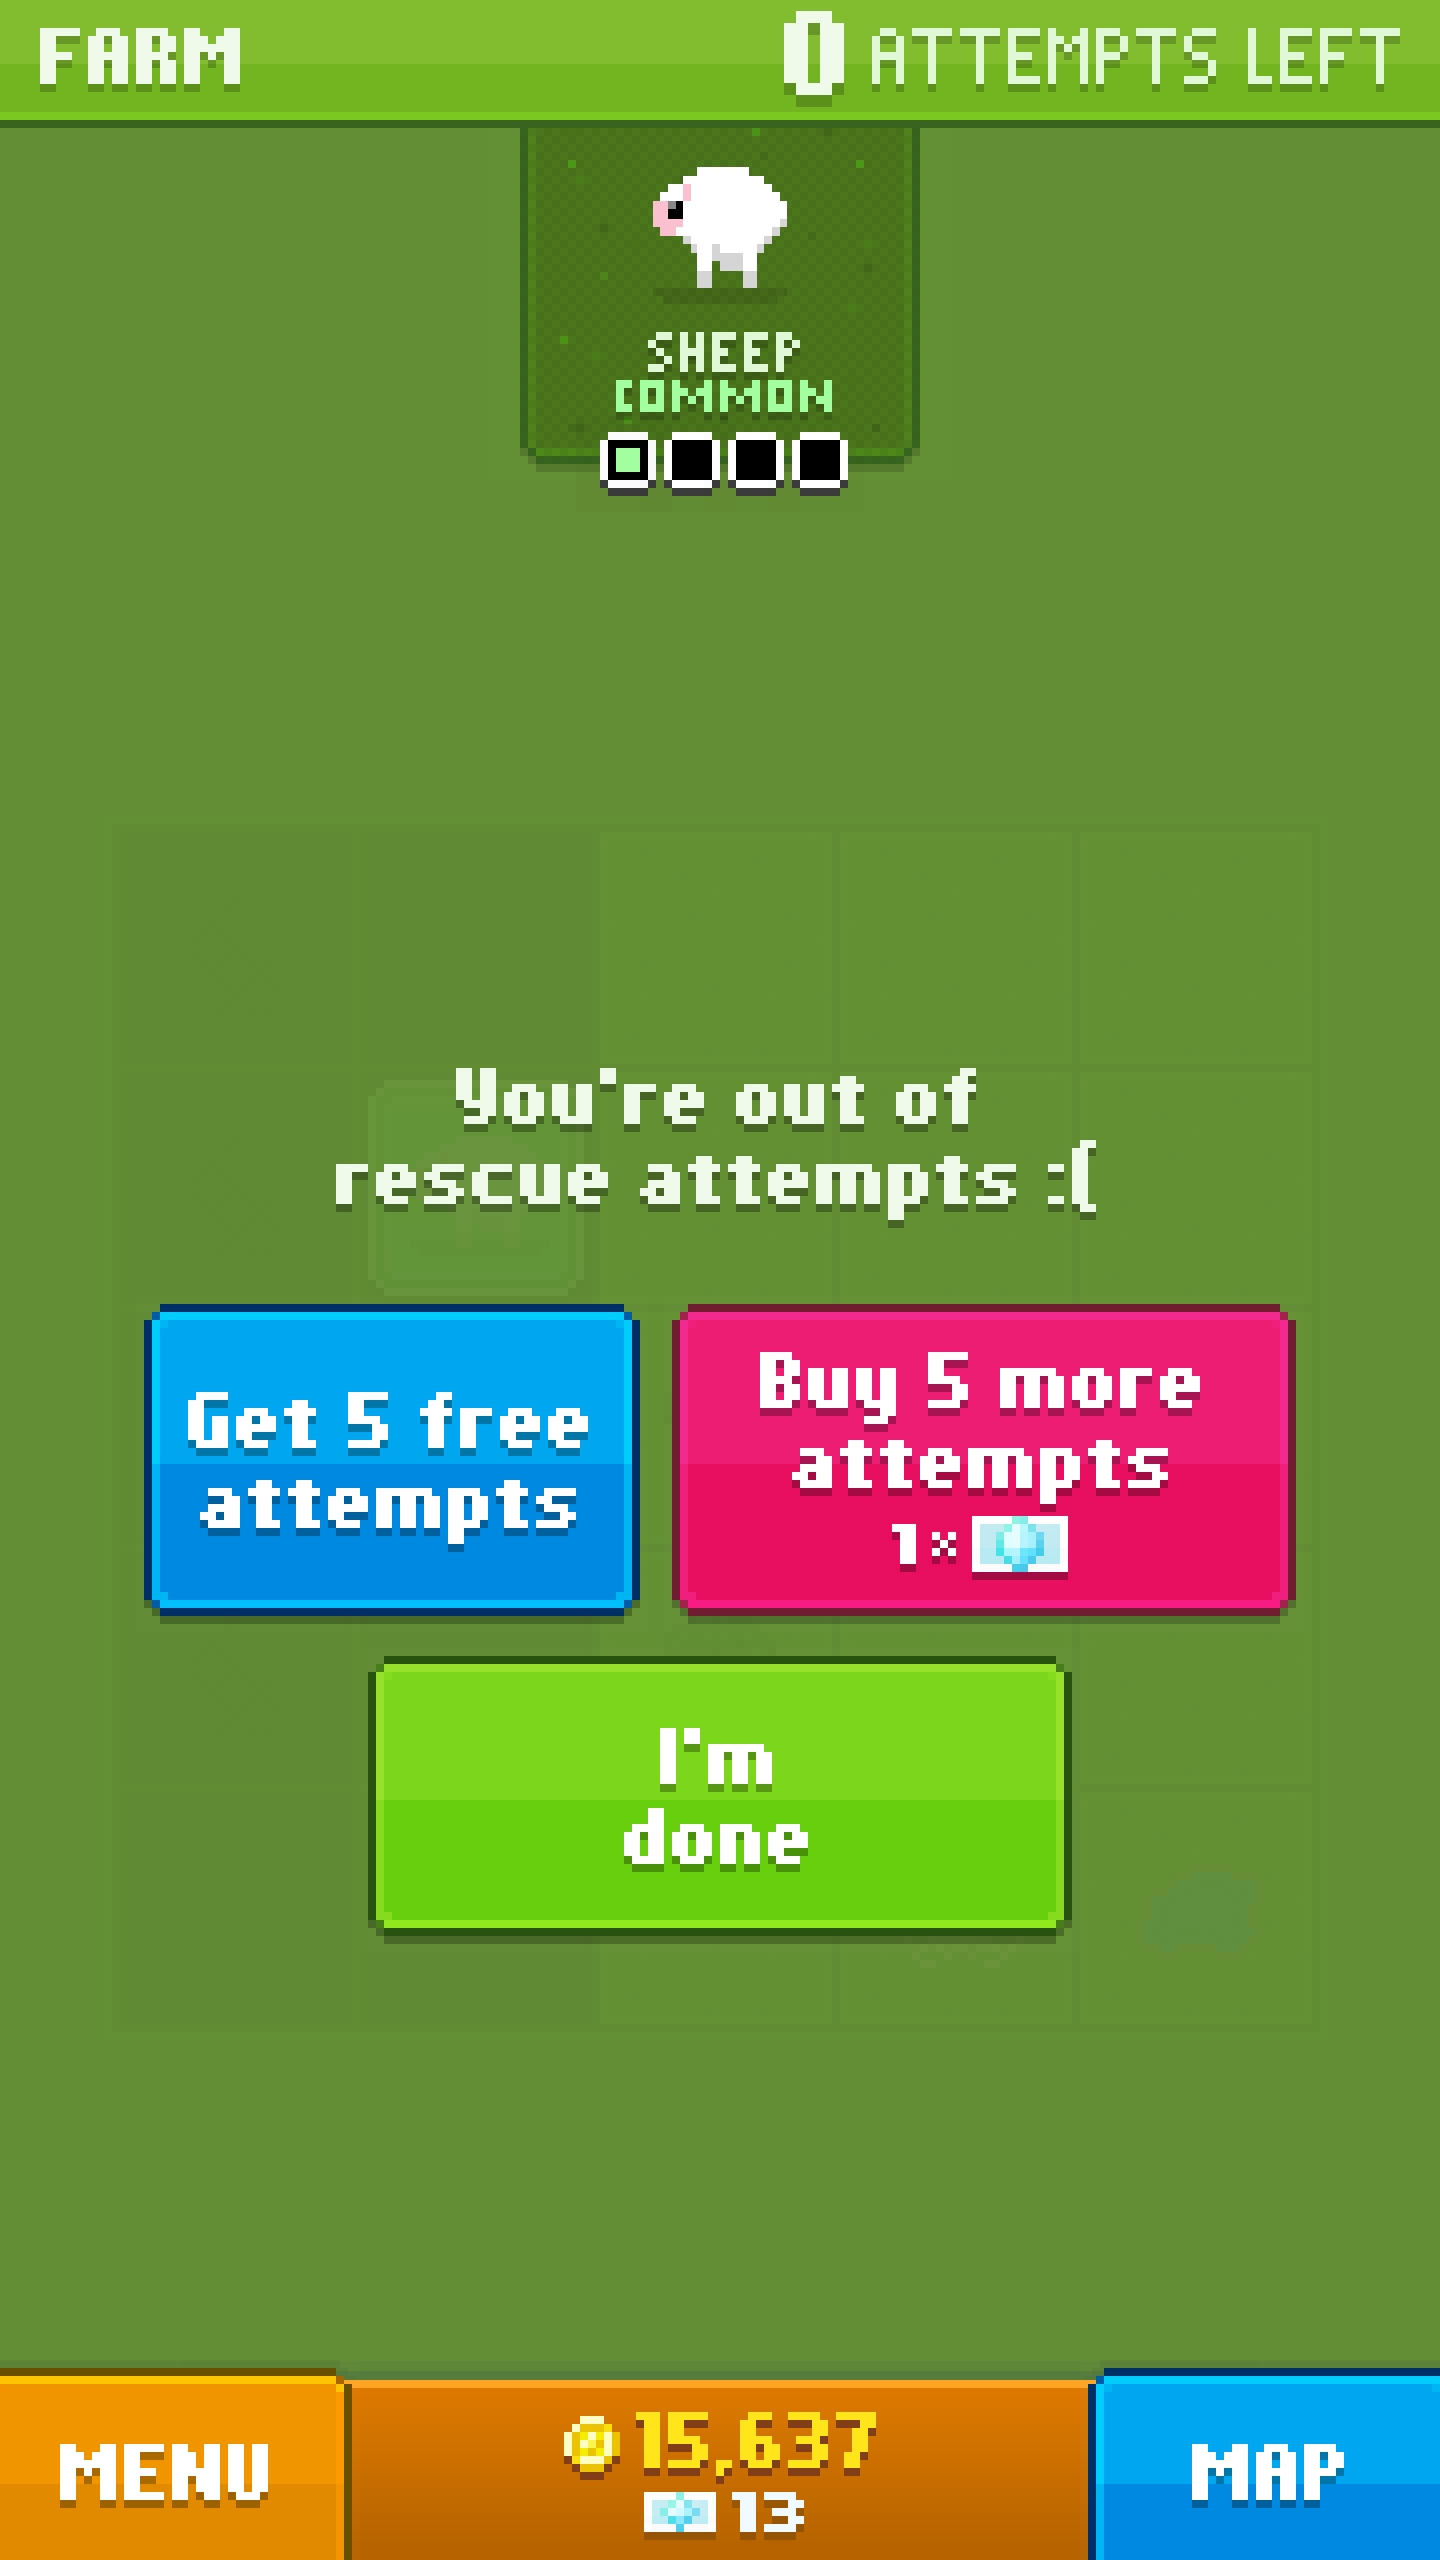 FARM
0 ATTEMPTS LEFT
SHEEP
COMMON
You're out of
rescue attempts :(
Get 5 free
attempts
Buy 5 more
attempts
1×
I'm
done
MENU
15,637
13
MAP